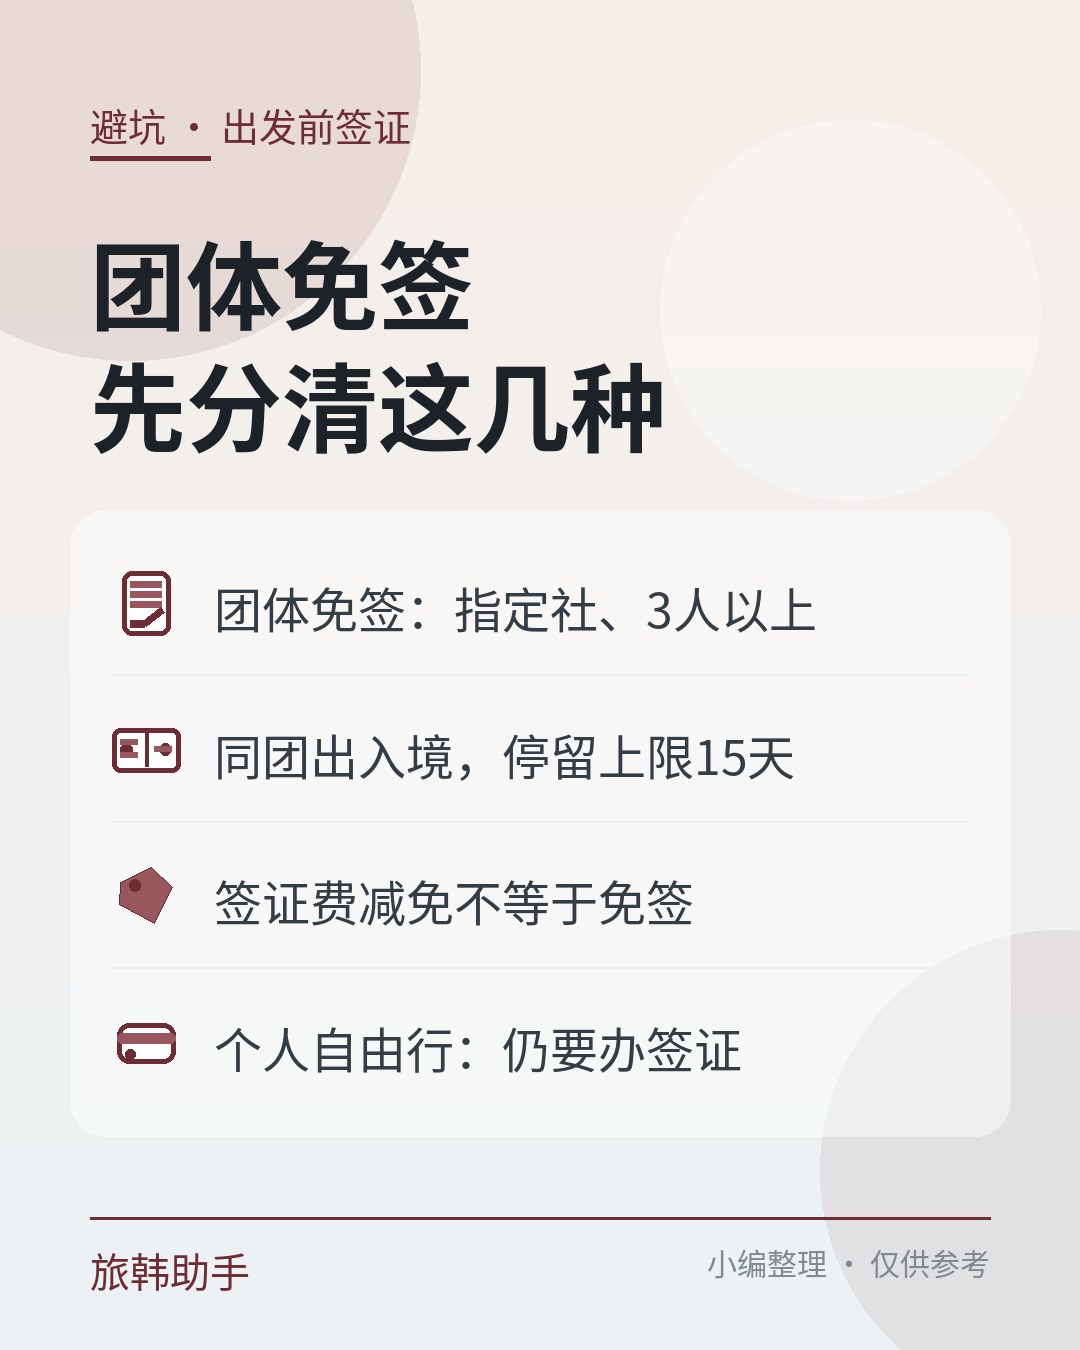 避坑 · 出发前签证
团体免签
先分清这几种
团体免签：指定社、3人以上
同团出入境，停留上限15天
签证费减免不等于免签
个人自由行：仍要办签证
旅韩助手
小编整理 · 仅供参考